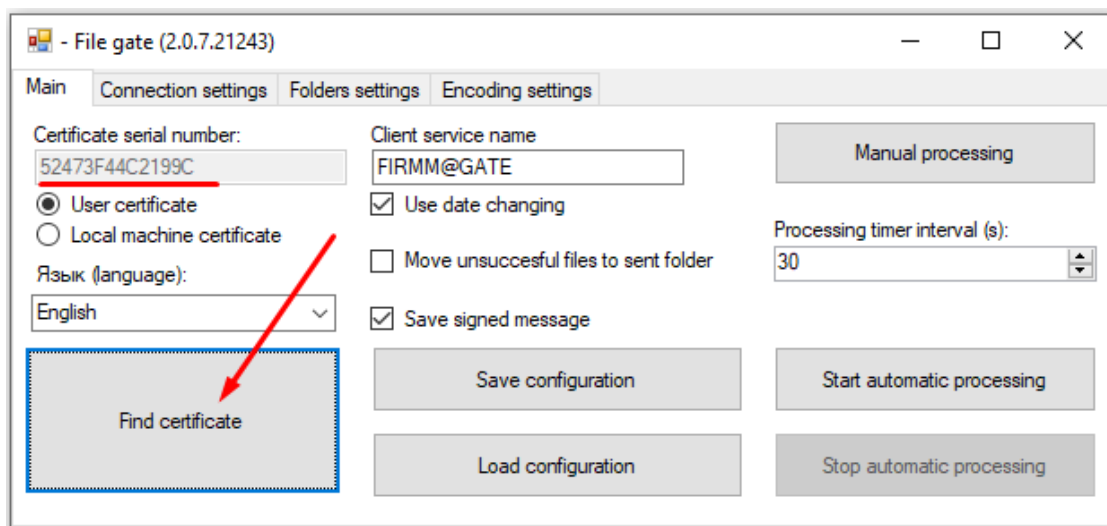 - File gate (2.0.7.21243)
Main Connection settings Folders settings Encoding settings
Certificate serial number:
52473F44C2199C
User certificate
Local machine certificate
Язык (language):
English
Find certificate
Client service name
FIRMM@GATE
Use date changing
Move unsuccesful files to sent folder
Save signed message
Save configuration
Load configuration
Manual processing
Processing timer interval (s):
30
Start automatic processing
Stop automatic processing